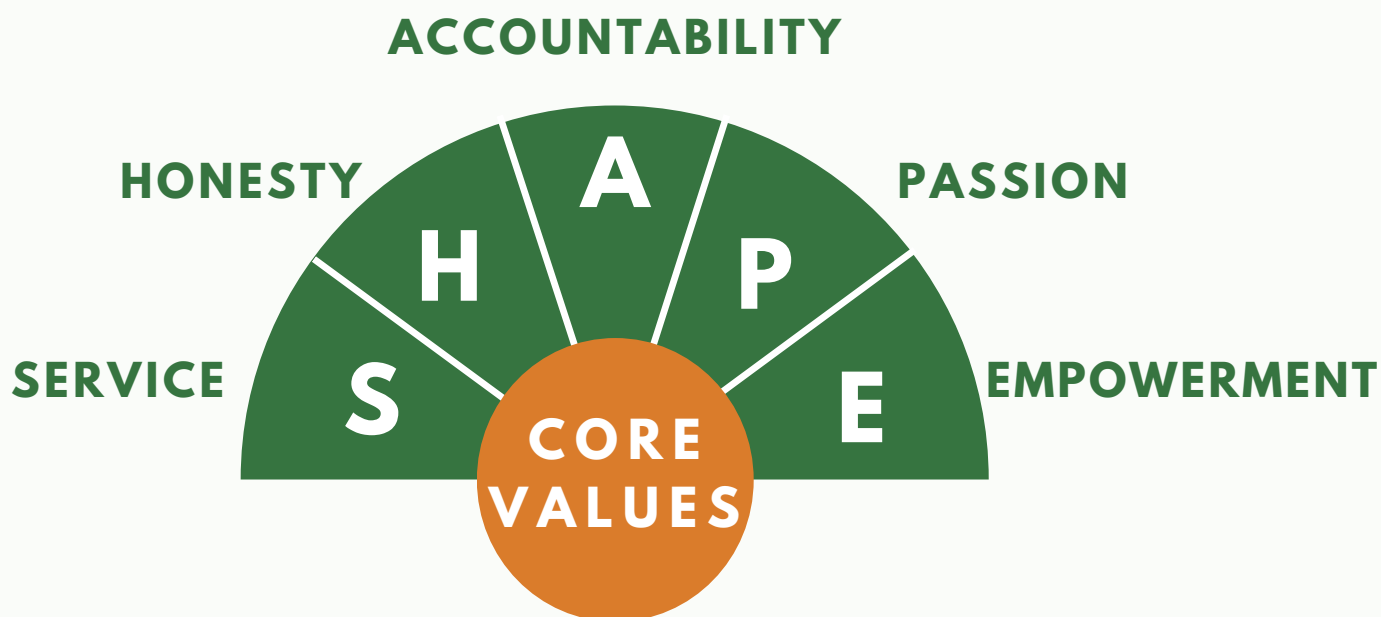 ACCOUNTABILITY
HONESTY
PASSION
SERVICE
EMPOWERMENT
S
H
A
P
E
CORE
VALUES